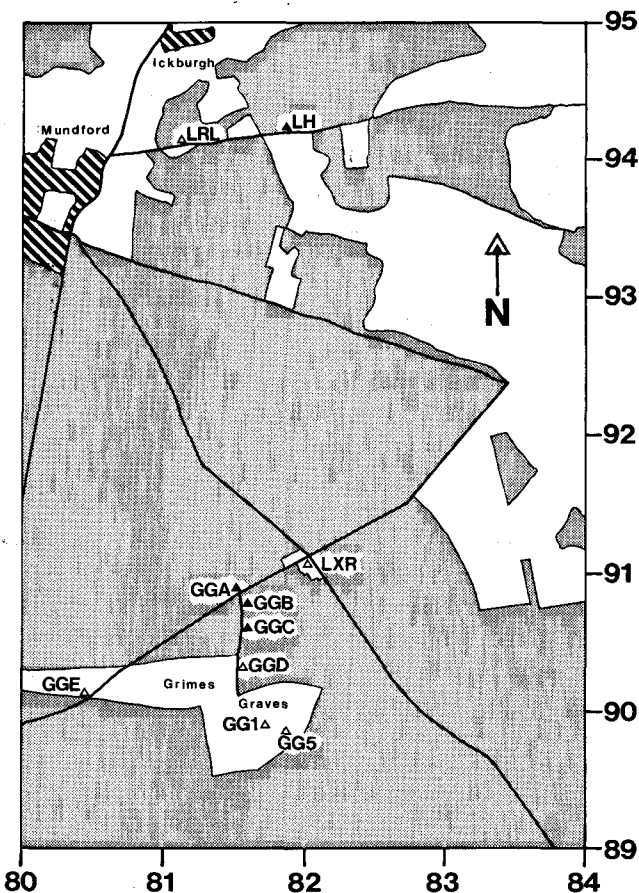 95
Ickburgh
Mundford
LRL
LH
94
N
93
92
LXR
91
GGA
GGB
GGC
GGD
GGE
Grimes
Graves
90
GG1
GG5
89
80
81
82
83
84